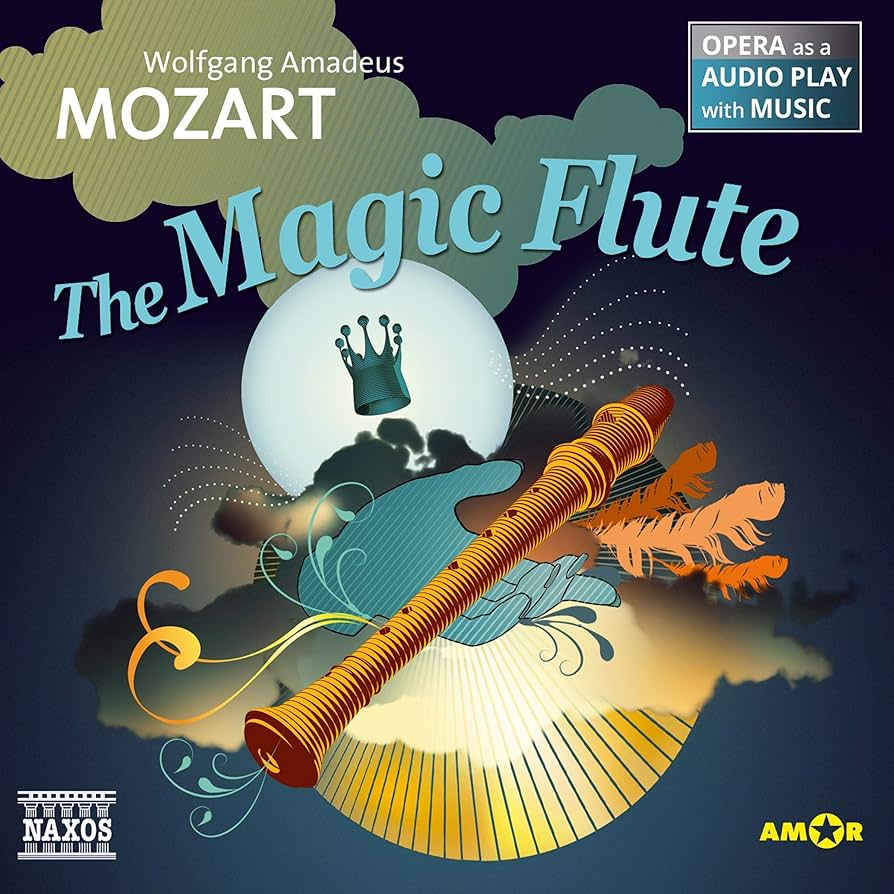 Wolfgang Amadeus
MOZART
OPERA as a
AUDIO PLAY
with MUSIC
The Magic Flute
NAXOS
AMOR